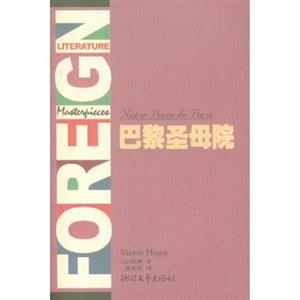 FOREIGN
LITERATURE
Masterpieces
Notre-Dame de Paris
巴黎圣母院
Victor Hugo
浙江文艺出版社